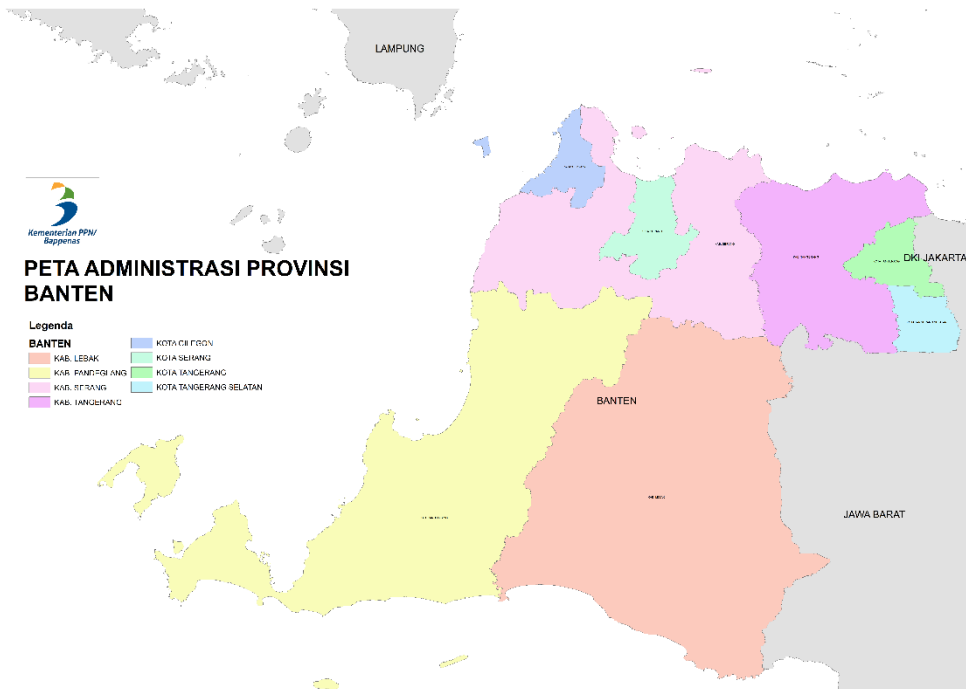 LAMPUNG
Kementerian PPN/
Bappenas
PETA ADMINISTRASI PROVINSI
BANTEN
DKI JAKARTA
Legenda
BANTEN
KAB. LEBAK
KAB. PANDEGLANG
KAB. SERANG
KAB. TANGERANG
KOTA CILEGON
KOTA SERANG
KOTA TANGERANG
KOTA TANGERANG SELATAN
BANTEN
JAWA BARAT